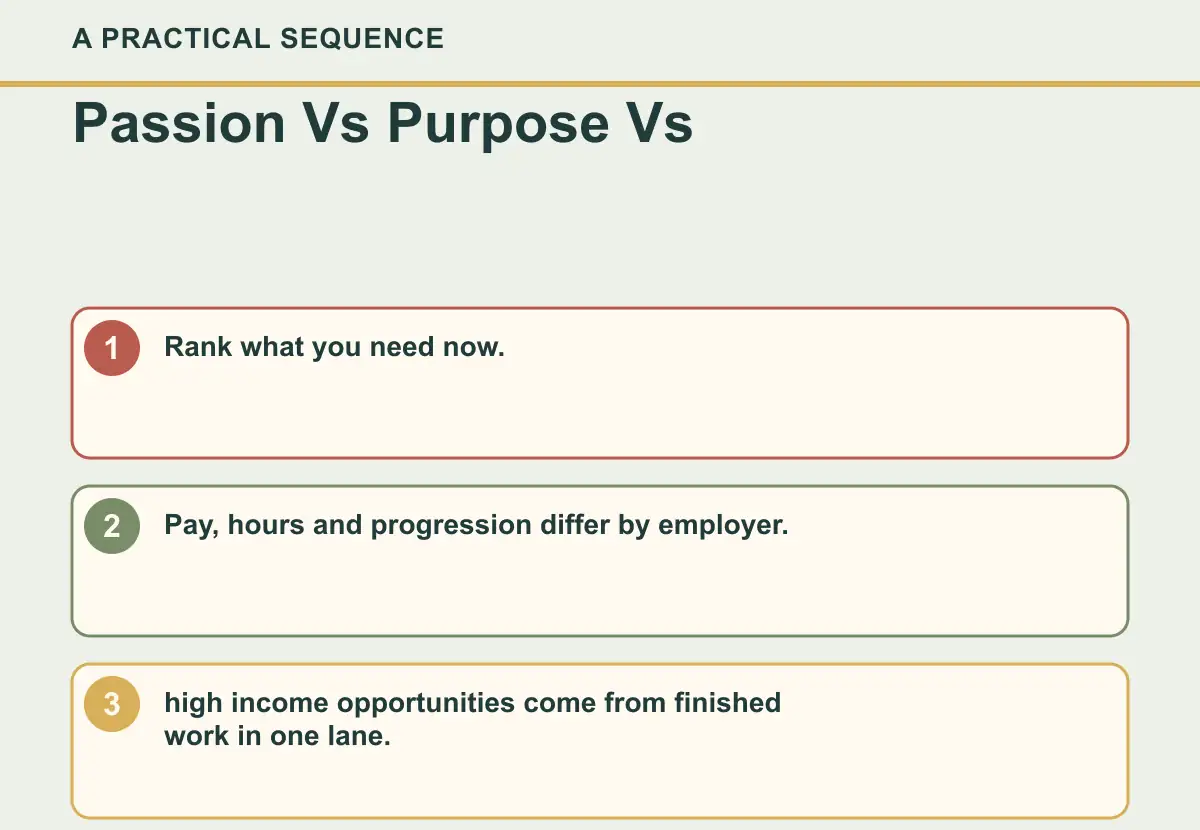 A PRACTICAL SEQUENCE
Passion Vs Purpose Vs
1
Rank what you need now.
2
Pay, hours and progression differ by employer.
3
high income opportunities come from finished
work in one lane.